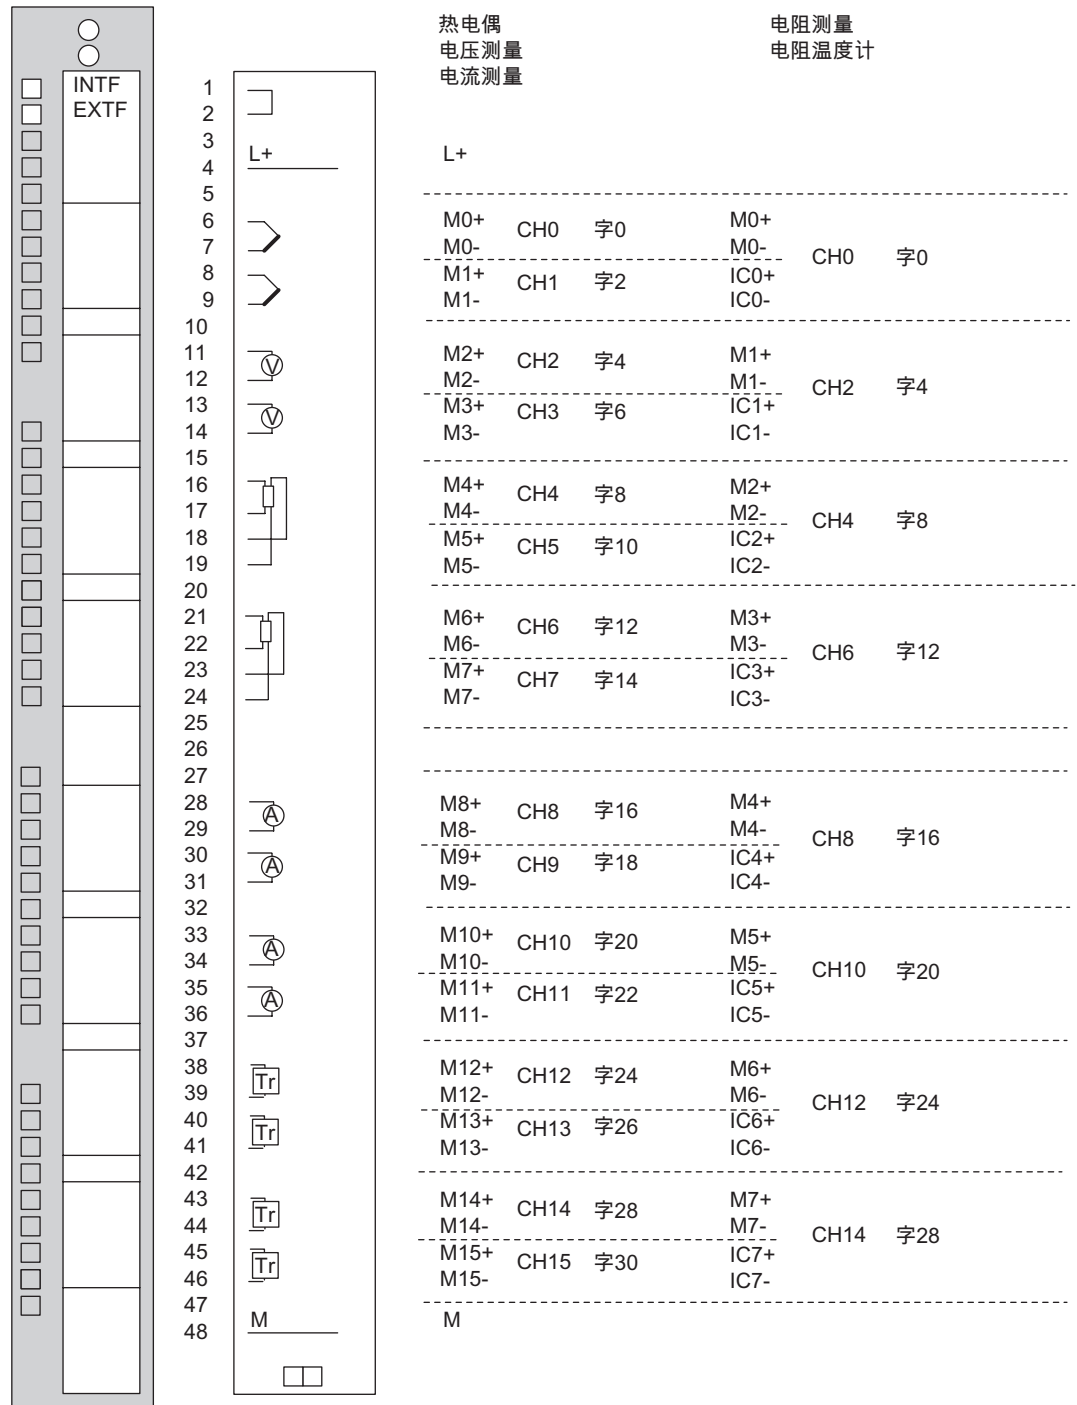 热电偶
电压测量
电流测量
电阻测量
电阻温度计
INTF
EXTF
1
2
3
4
5
6
7
8
9
10
11
12
13
14
15
16
17
18
19
20
21
22
23
24
25
26
27
28
29
30
31
32
33
34
35
36
37
38
39
40
41
42
43
44
45
46
47
48
L+
V
V
A
A
A
A
Tr
Tr
Tr
Tr
M
L+
M0+
M0-
CH0 字0
M1+
M1-
CH1 字2
M0+
M0-
IC0+
IC0-
CH0 字0
M2+
M2-
CH2 字4
M3+
M3-
CH3 字6
M1+
M1-
IC1+
IC1-
CH2 字4
M4+
M4-
CH4 字8
M5+
M5-
CH5 字10
M2+
M2-
IC2+
IC2-
CH4 字8
M6+
M6-
CH6 字12
M7+
M7-
CH7 字14
M3+
M3-
IC3+
IC3-
CH6 字12
M8+
M8-
CH8 字16
M9+
M9-
CH9 字18
M4+
M4-
IC4+
IC4-
CH8 字16
M10+
M10-
CH10 字20
M11+
M11-
CH11 字22
M5+
M5-
IC5+
IC5-
CH10 字20
M12+
M12-
CH12 字24
M13+
M13-
CH13 字26
M6+
M6-
IC6+
IC6-
CH12 字24
M14+
M14-
CH14 字28
M15+
M15-
CH15 字30
M7+
M7-
IC7+
IC7-
CH14 字28
M